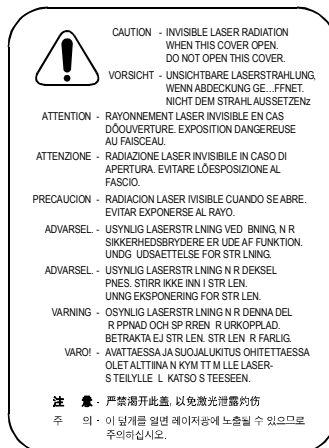 CAUTION - INVISIBLE LASER RADIATION
WHEN THIS COVER OPEN.
DO NOT OPEN THIS COVER.
VORSICHT - UNSICHTBARE LASERSTRAHLUNG,
WENN ABDECKUNG GE...FFNET.
NICHT DEM STRAHL AUSSETZENz
ATTENTION - RAYONNEMENT LASER INVISIBLE EN CAS
DÕOUVERTURE. EXPOSITION DANGEREUSE
AU FAISCEAU.
ATTENZIONE - RADIAZIONE LASER INVISIBILE IN CASO DI
APERTURA. EVITARE LÕESPOSIZIONE AL
FASCIO.
PRECAUCION - RADIACION LASER IVISIBLE CUANDO SE ABRE.
EVITAR EXPONERSE AL RAYO.
ADVARSEL. - USYNLIG LASERSTR LNING VED BNING, N R
SIKKERHEDSBRYDERE ER UDE AF FUNKTION.
UNDG UDSAETTELSE FOR STR LNING.
ADVARSEL. - USYNLIG LASERSTR LNING N R DEKSEL
PNES. STIRR IKKE INN I STR LEN.
UNNG EKSPONERING FOR STR LEN.
VARNING - OSYNLIG LASERSTR LNING N R DENNA DEL
R PPNAD OCH SP RREN R URKOPPLAD.
BETRAKTA EJ STR LEN. STR LEN R FARLIG.
VARO! - AVATTAESSA JA SUOJALUKITUS OHITETTAESSA
OLET ALTTIINA N KYM TT M LLE LASER-
S TEILYLLE L KATSO S TEESEEN.
注 意 - 严禁揭开此盖, 以免激光泄露灼伤
주 의 - 이 덮개를 열면 레이저광에 노출될 수 있으므로
주의하십시오.